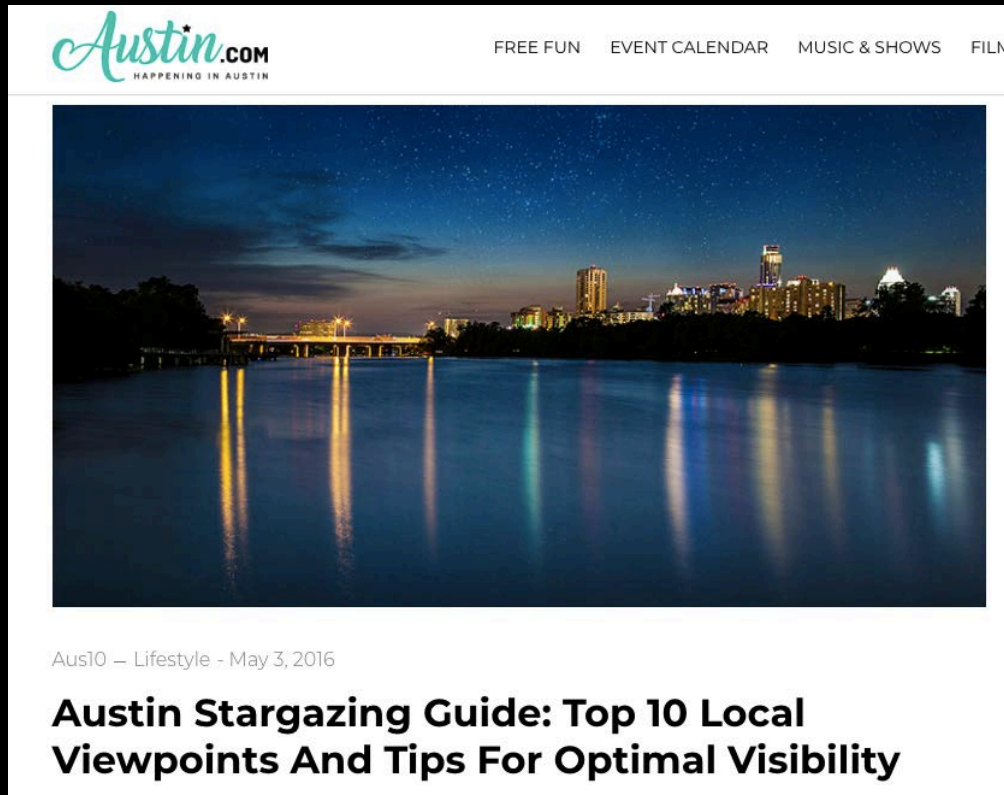 Austin.COM
HAPPENING IN AUSTIN
FREE FUN EVENT CALENDAR MUSIC & SHOWS FILM
Aus10 — Lifestyle - May 3, 2016
Austin Stargazing Guide: Top 10 Local
Viewpoints And Tips For Optimal Visibility